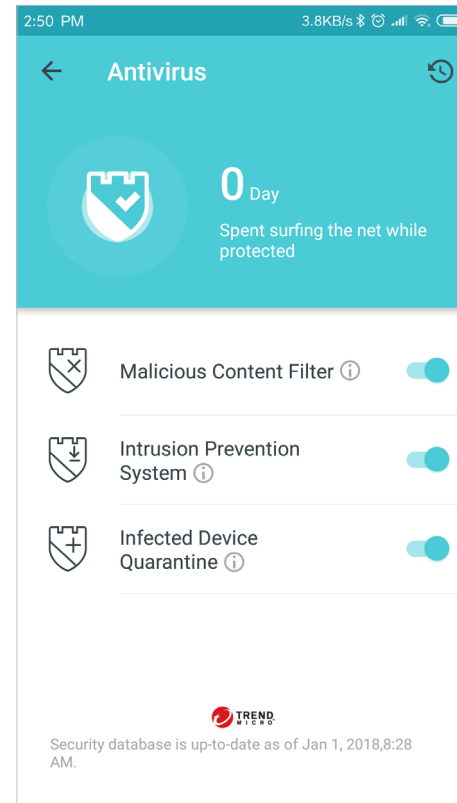 2:50 PM 3.8KB/s
Antivirus
0 Day
Spent surfing the net while
protected
Malicious Content Filter
Intrusion Prevention
System
Infected Device
Quarantine
TREND
MICRO
Security database is up-to-date as of Jan 1, 2018,8:28
AM.